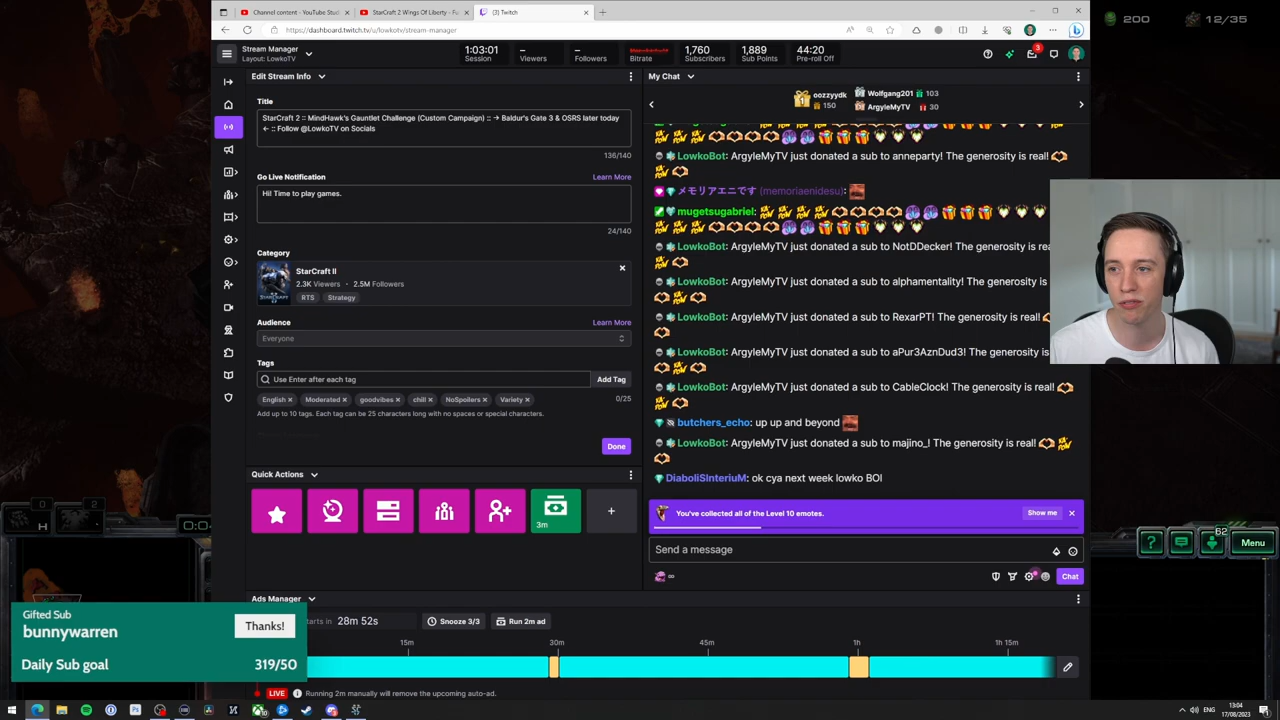 200
12/35
Channel content - YouTube Stud
StarCraft 2 Wings Of Liberty - Fu
Twitch
https://dashboard.twitch.tv/u/lowkotv/stream-manager
Stream Manager
Layout: LowkoTV
1:03:01
Session
–
Viewers
–
Followers
Bitrate
1,760
Subscribers
1,889
Sub Points
44:20
Pre-roll Off
3
Edit Stream Info
Title
StarCraft 2 :: MindHawk's Gauntlet Challenge (Custom Campaign) :: → Baldur's Gate 3 & OSRS later today
← :: Follow @LowkoTV on Socials
136/140
Go Live Notification
Learn More
Hi! Time to play games.
24/140
Category
StarCraft II
2.3K Viewers • 2.5M Followers
RTS
Strategy
Audience
Learn More
Everyone
Tags
Use Enter after each tag
Add Tag
English
Moderated
goodvibes
chill
NoSpoilers
Variety
0/25
Add up to 10 tags. Each tag can be 25 characters long with no spaces or special characters.
Done
Quick Actions
3m
Ads Manager
starts in 28m 52s
Snooze 3/3
Run 2m ad
15m
30m
45m
1h
1h 15m
LIVE
Running 2m manually will remove the upcoming auto-ad.
My Chat
oozzyydk
150
Wolfgang201 103
ArgyleMyTV 30
LowkoBot: ArgyleMyTV just donated a sub to anneparty! The generosity is real!
メモリアエニです (memoriaenidesu):
mugetsugabriel:
LowkoBot: ArgyleMyTV just donated a sub to NotDDecker! The generosity is rea
LowkoBot: ArgyleMyTV just donated a sub to alphamentality! The generosity is
LowkoBot: ArgyleMyTV just donated a sub to RexarPT! The generosity is real!
LowkoBot: ArgyleMyTV just donated a sub to aPur3AznDud3! The generosity is
LowkoBot: ArgyleMyTV just donated a sub to CableClock! The generosity is real!
butchers_echo: up up and beyond
LowkoBot: ArgyleMyTV just donated a sub to majino_! The generosity is real!
DiaboliSInteriuM: ok cya next week lowko BOI
You've collected all of the Level 10 emotes.
Show me
Send a message
Chat
62
Menu
Gifted Sub
bunnywarren
Thanks!
Daily Sub goal
319/50
ENG
13:04
17/08/2023